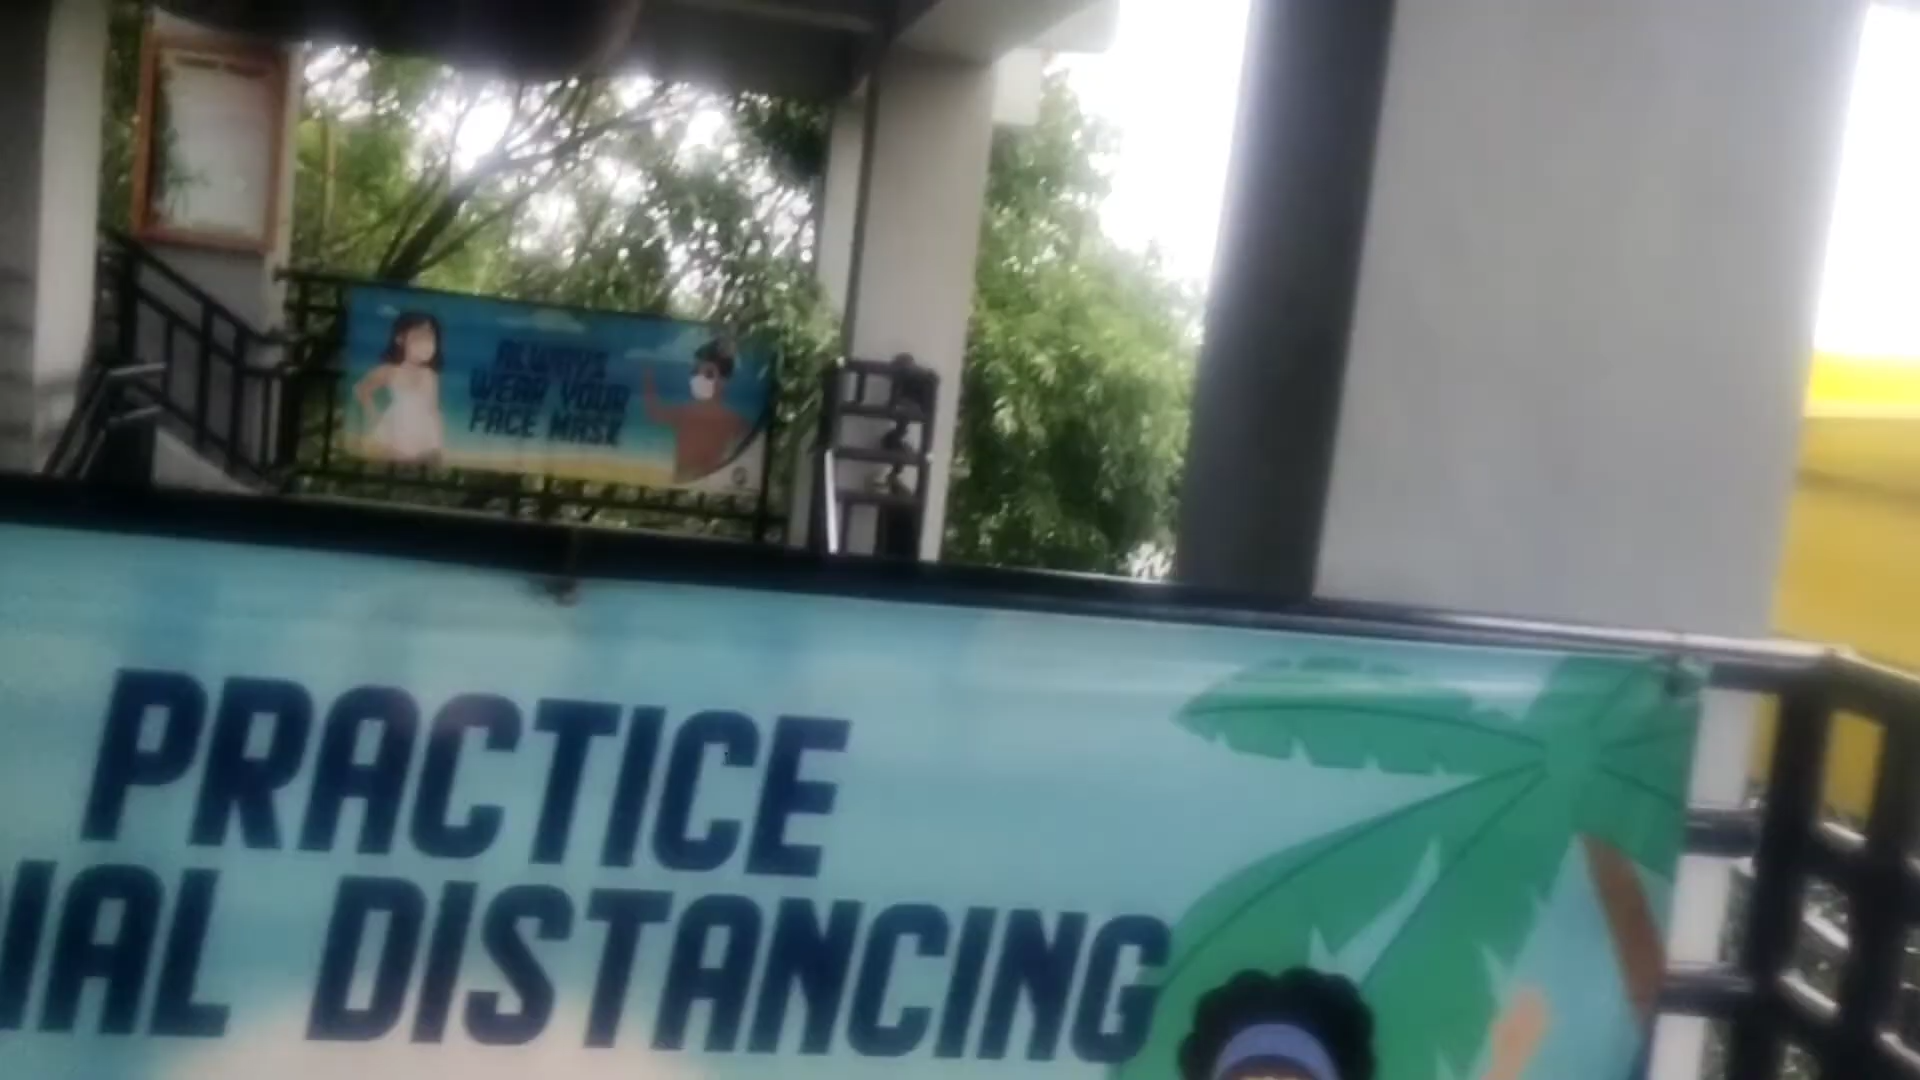 ALWAYS
WEAR YOUR
FACE MASK
PRACTICE
IAL DISTANCING